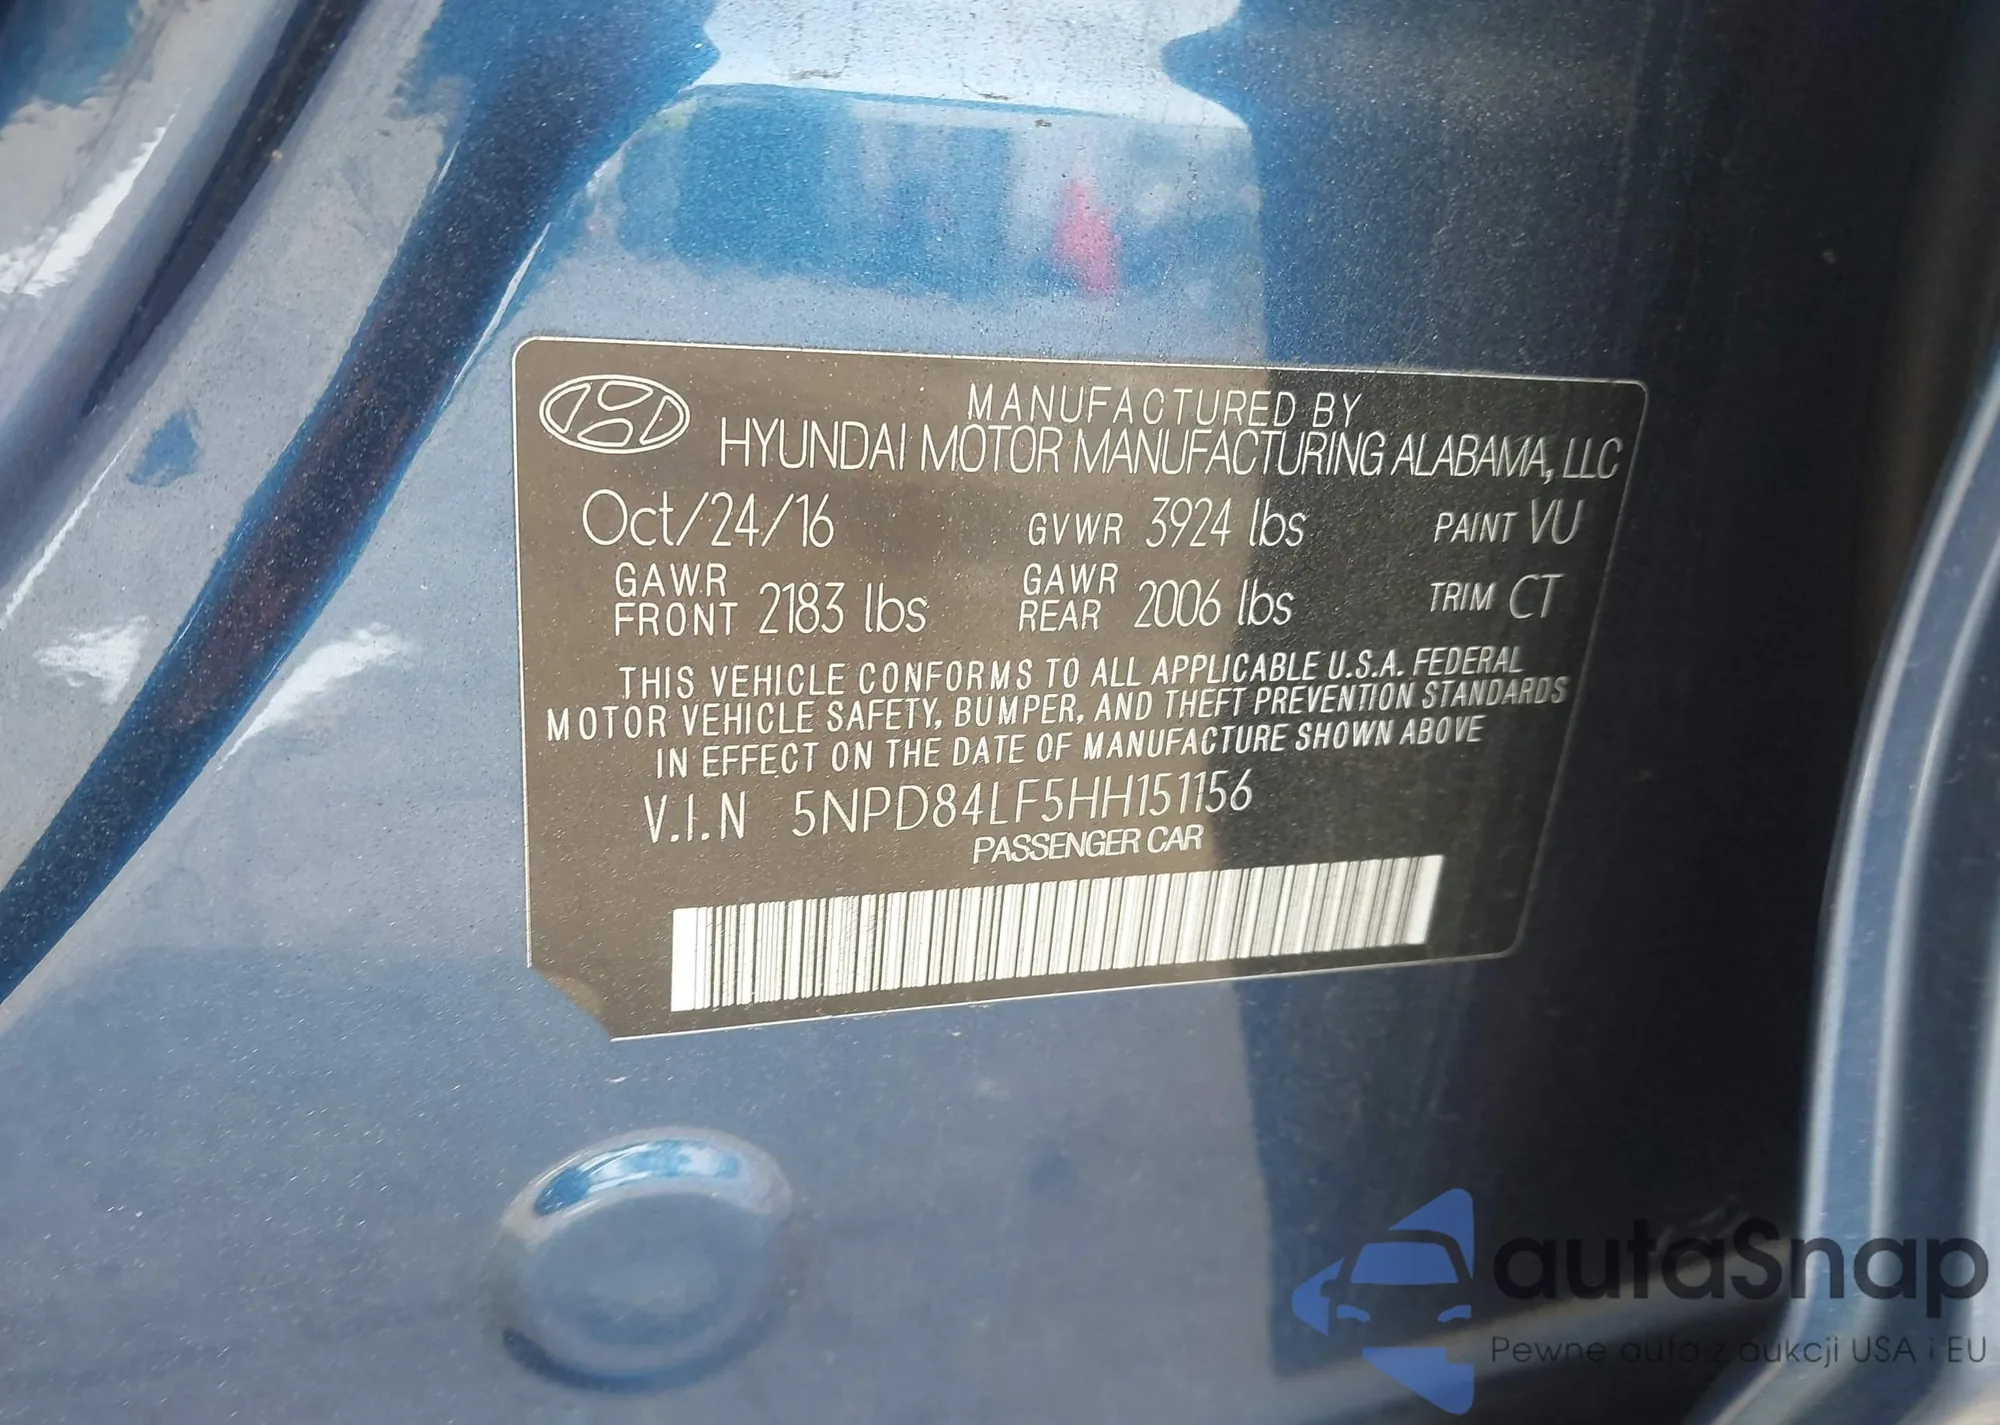 MANUFACTURED BY
HYUNDAI MOTOR MANUFACTURING ALABAMA, LLC
Oct/24/16 GVWR 3924 lbs PAINT VU
GAWR FRONT 2183 lbs GAWR REAR 2006 lbs TRIM CT
THIS VEHICLE CONFORMS TO ALL APPLICABLE U.S.A. FEDERAL
MOTOR VEHICLE SAFETY, BUMPER, AND THEFT PREVENTION STANDARDS
IN EFFECT ON THE DATE OF MANUFACTURE SHOWN ABOVE
V.I.N 5NPD84LF5HH151156
PASSENGER CAR
autaSnap
Pewne auta z aukcji USA i EU